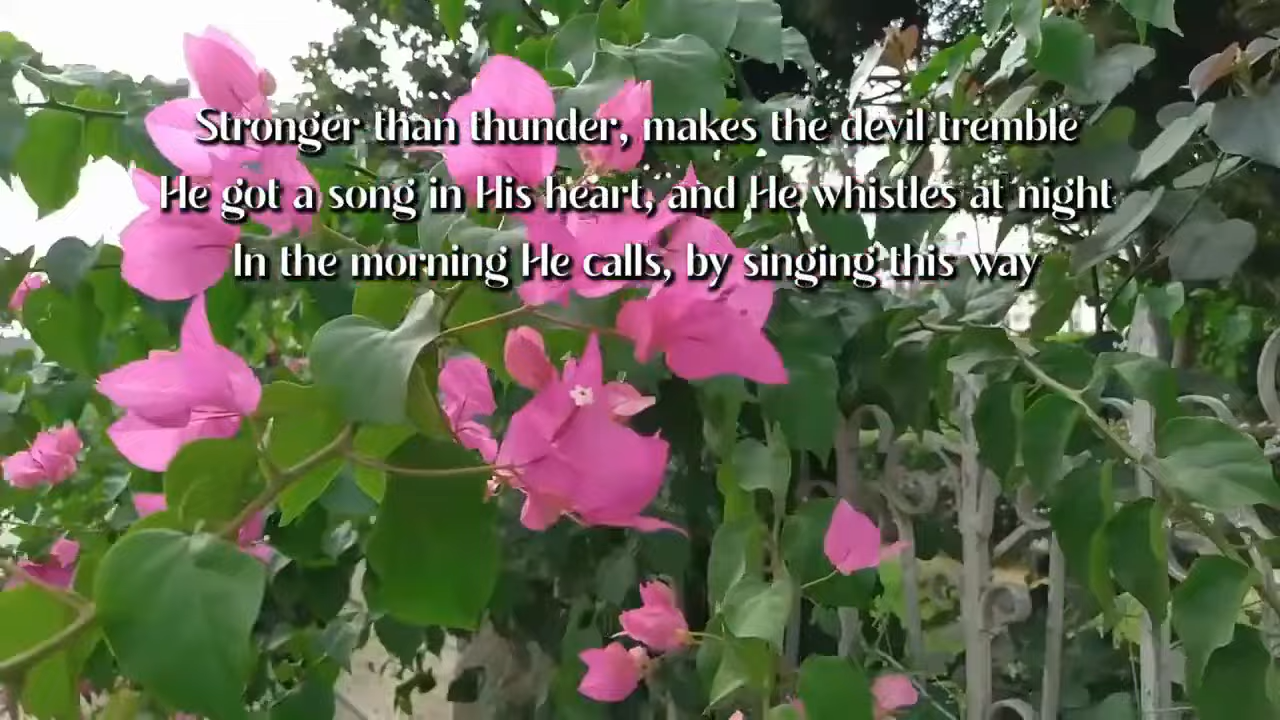 Stronger than thunder, makes the devil tremble
He got a song in His heart, and He whistles at night
In the morning He calls, by singing this way